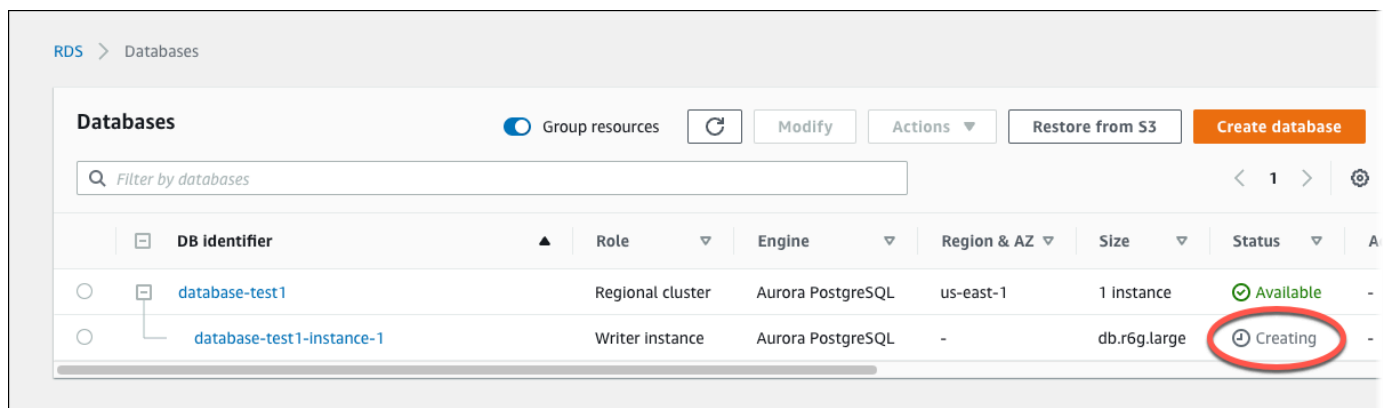 RDS > Databases
Databases Group resources Modify Actions Restore from S3 Create database
Filter by databases 1
DB identifier Role Engine Region & AZ Size Status A
database-test1 Regional cluster Aurora PostgreSQL us-east-1 1 instance Available -
database-test1-instance-1 Writer instance Aurora PostgreSQL - db.r6g.large Creating -